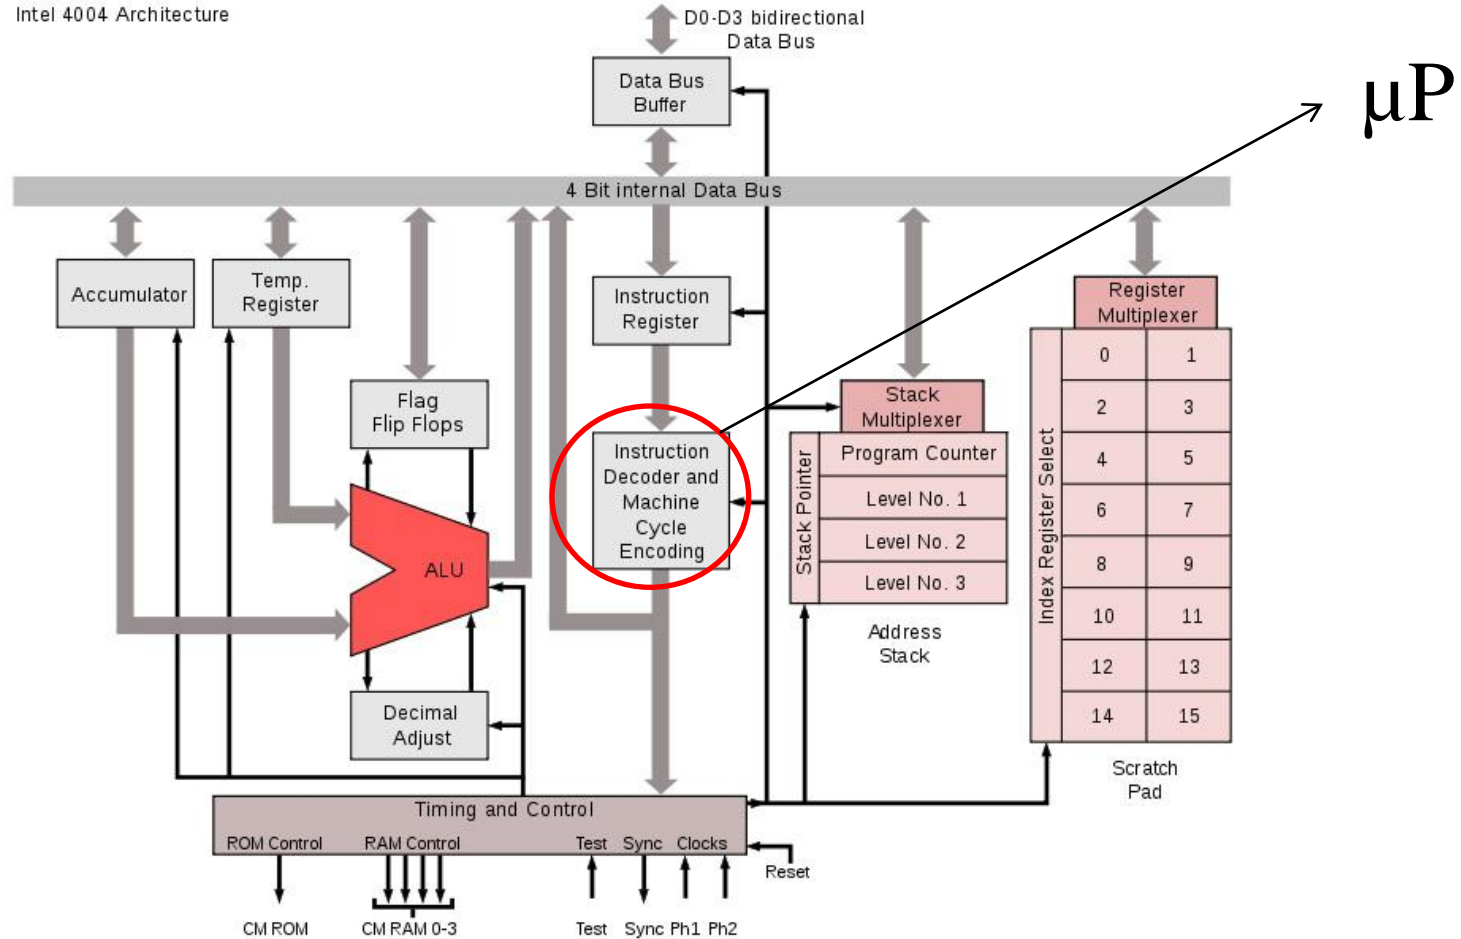 Intel 4004 Architecture
D0-D3 bidirectional
Data Bus
Data Bus
Buffer
µP
4 Bit internal Data Bus
Accumulator
Temp.
Register
Instruction
Register
Register
Multiplexer
Flag
Flip Flops
Stack
Multiplexer
Instruction
Decoder and
Machine
Cycle
Encoding
ALU
Decimal
Adjust
Stack Pointer
Program Counter
Level No. 1
Level No. 2
Level No. 3
Address
Stack
Index Register Select
0 1
2 3
4 5
6 7
8 9
10 11
12 13
14 15
Scratch
Pad
Timing and Control
ROM Control RAM Control Test Sync Clocks
Reset
CM ROM CM RAM 0-3 Test Sync Ph1 Ph2